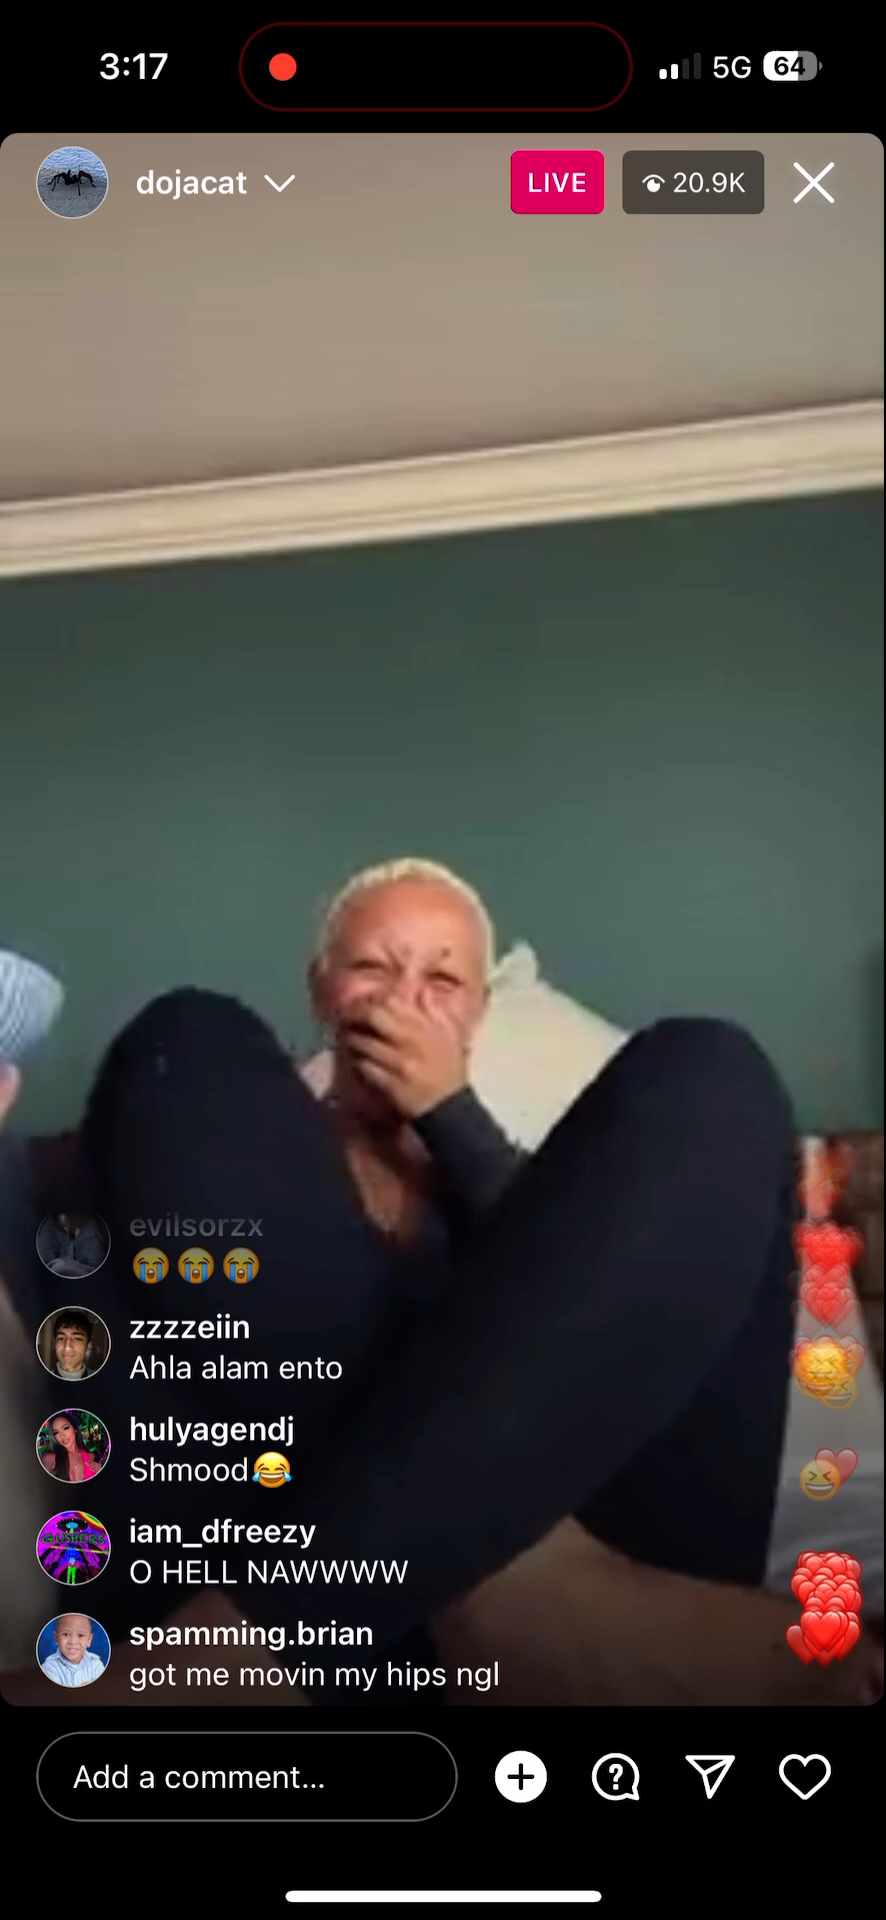 3:17
5G
64
dojacat
LIVE
20.9K
evilsorzx
😭😭😭
zzzzeiin
Ahla alam ento
hulyagendj
Shmood😂
iam_dfreezy
O HELL NAWWWW
spamming.brian
got me movin my hips ngl
Add a comment...
?